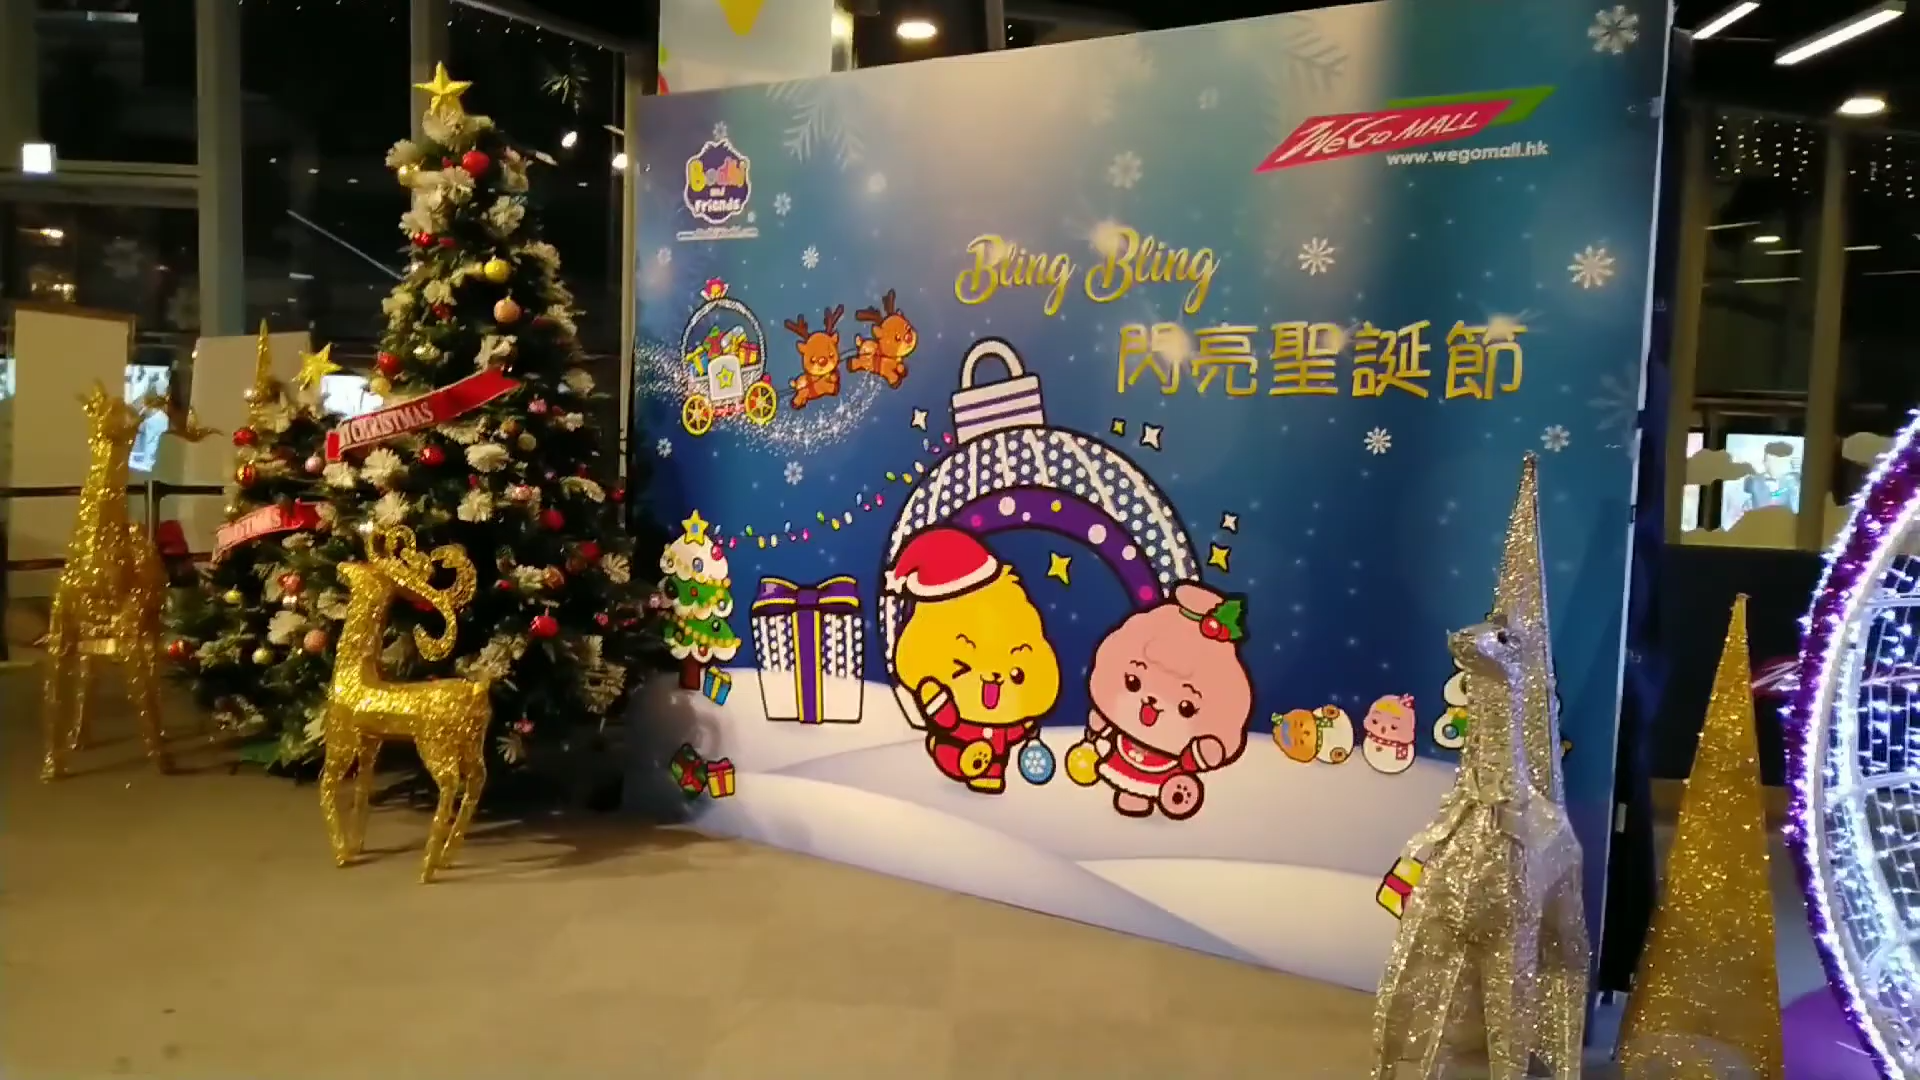 WeGo MALL
www.wegomall.hk
Bodhi
and
Friends
Bling Bling
閃亮聖誕節
CHRISTMAS